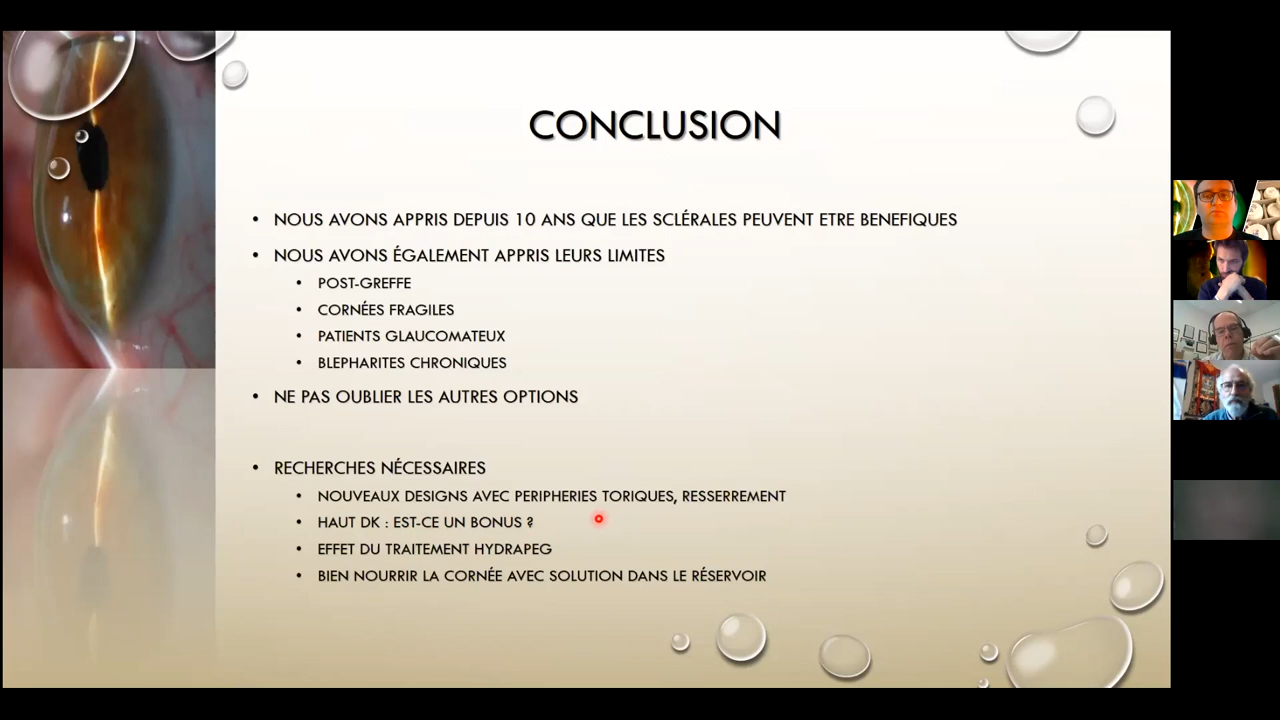 CONCLUSION
• NOUS AVONS APPRIS DEPUIS 10 ANS QUE LES SCLÉRALES PEUVENT ETRE BENEFIQUES
• NOUS AVONS ÉGALEMENT APPRIS LEURS LIMITES
• POST-GREFFE
• CORNÉES FRAGILES
• PATIENTS GLAUCOMATEUX
• BLEPHARITES CHRONIQUES
• NE PAS OUBLIER LES AUTRES OPTIONS
• RECHERCHES NÉCESSAIRES
• NOUVEAUX DESIGNS AVEC PERIPHERIES TORIQUES, RESSERREMENT
• HAUT DK : EST-CE UN BONUS ?
• EFFET DU TRAITEMENT HYDRAPEG
• BIEN NOURRIR LA CORNÉE AVEC SOLUTION DANS LE RÉSERVOIR